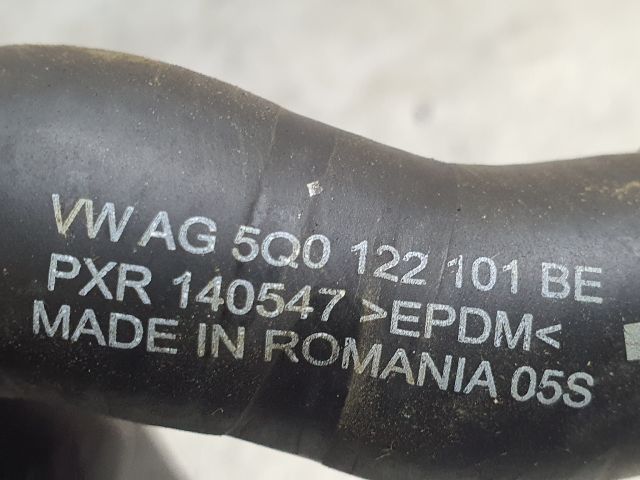 VW AG 5Q0 122 101 BE
PXR 140547 >EPDM<
MADE IN ROMANIA 05S